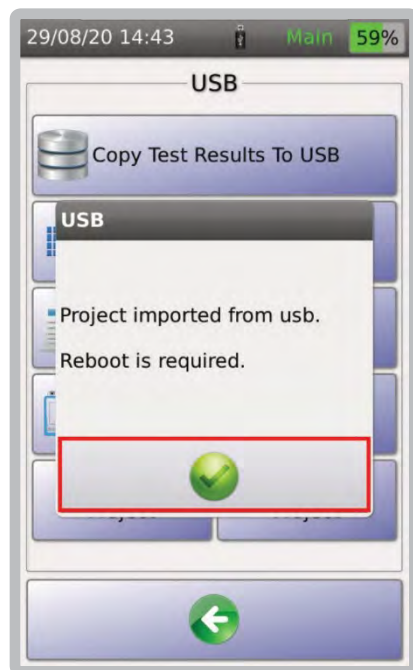 29/08/20 14:43 Main 59%
USB
Copy Test Results To USB
USB
Project imported from usb.
Reboot is required.